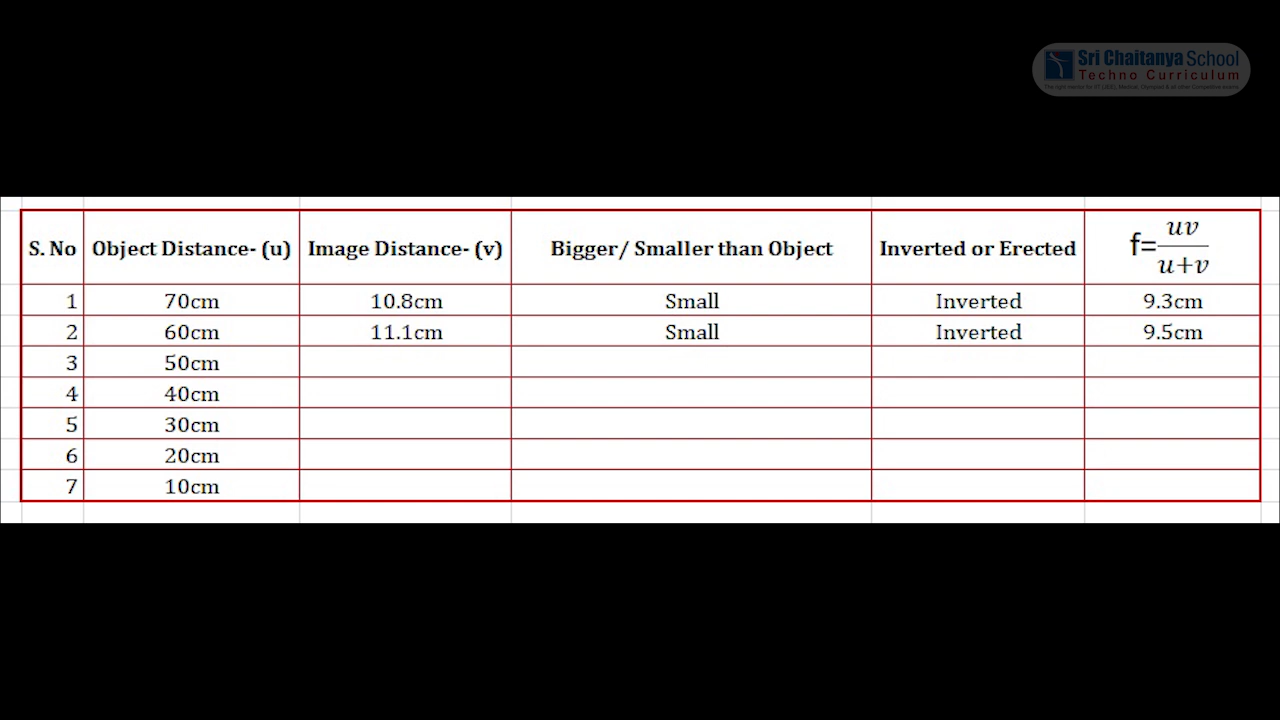 Sri Chaitanya School
Techno Curriculum
S. No Object Distance- (u) Image Distance- (v) Bigger/ Smaller than Object Inverted or Erected f=uv/u+v
1 70cm 10.8cm Small Inverted 9.3cm
2 60cm 11.1cm Small Inverted 9.5cm
3 50cm
4 40cm
5 30cm
6 20cm
7 10cm